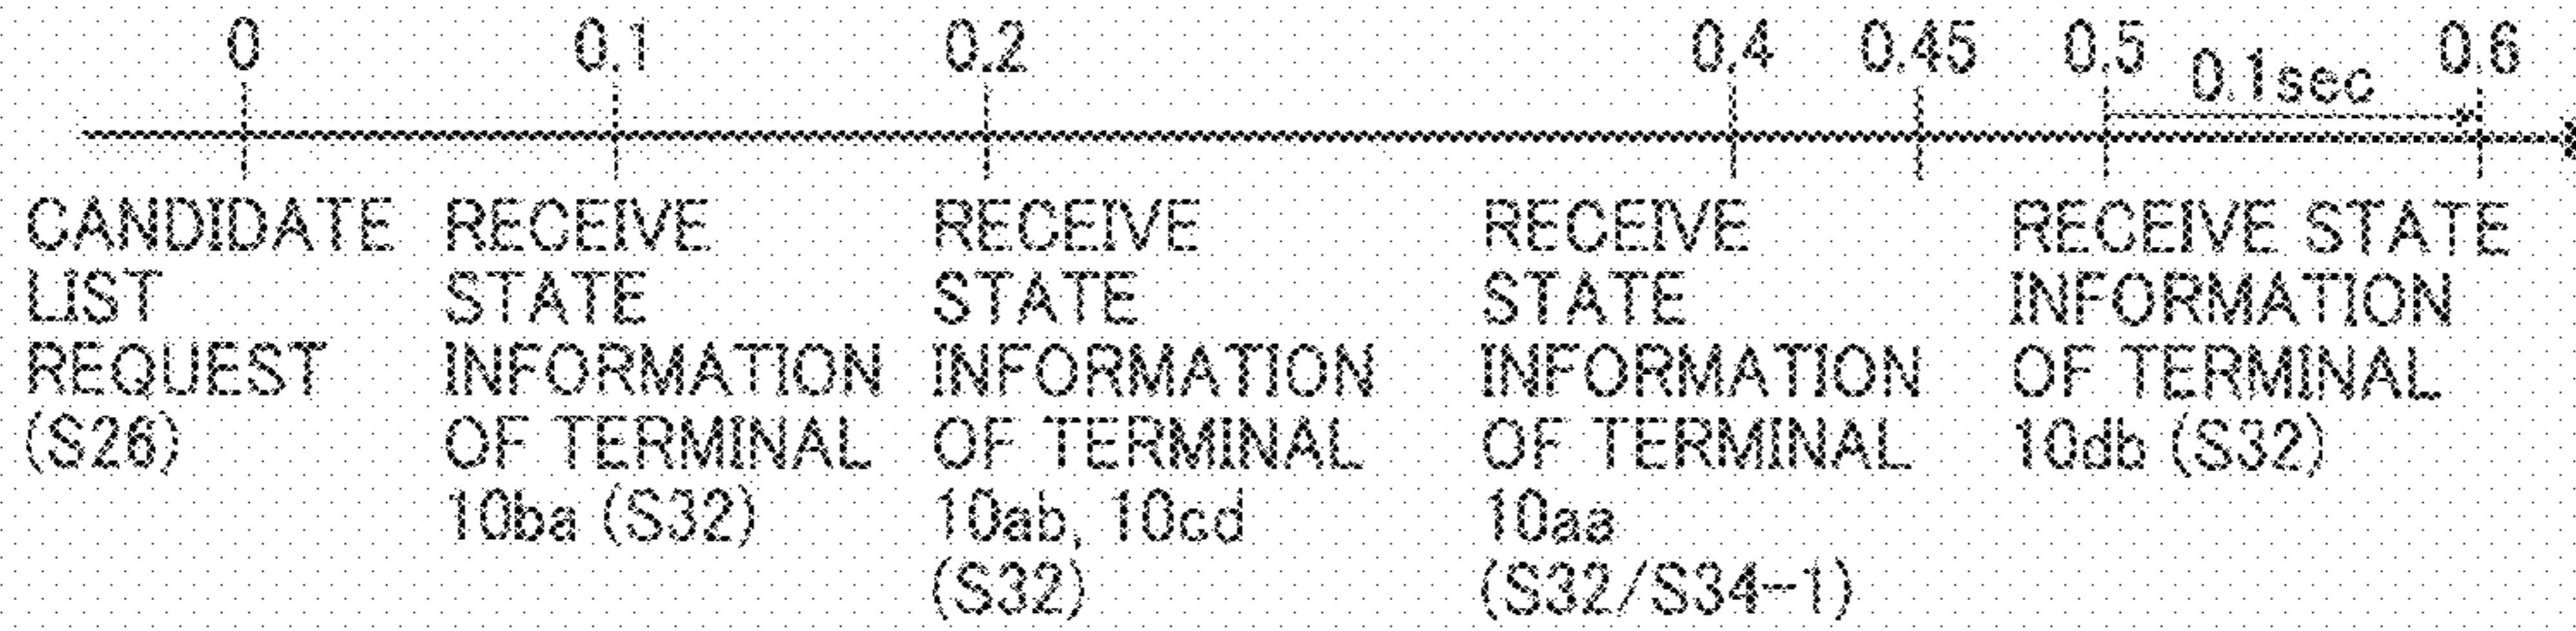 0 0.1 0.2 0.4 0.45 0.5 0.6
0.1sec
CANDIDATE
LIST
REQUEST
(S26)
RECEIVE
STATE
INFORMATION
OF TERMINAL
10ba (S32)
RECEIVE
STATE
INFORMATION
OF TERMINAL
10ab, 10cd
(S32)
RECEIVE
STATE
INFORMATION
OF TERMINAL
10aa
(S32/S34-1)
RECEIVE STATE
INFORMATION
OF TERMINAL
10db (S32)